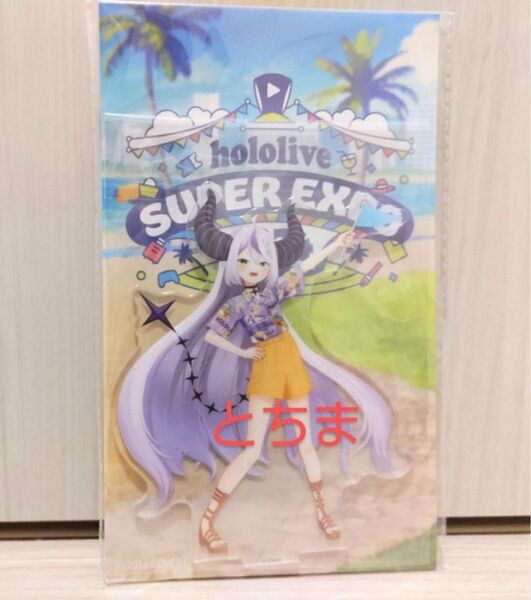 hololive
SUPER EXPO
とちま
© 2016 COVER C